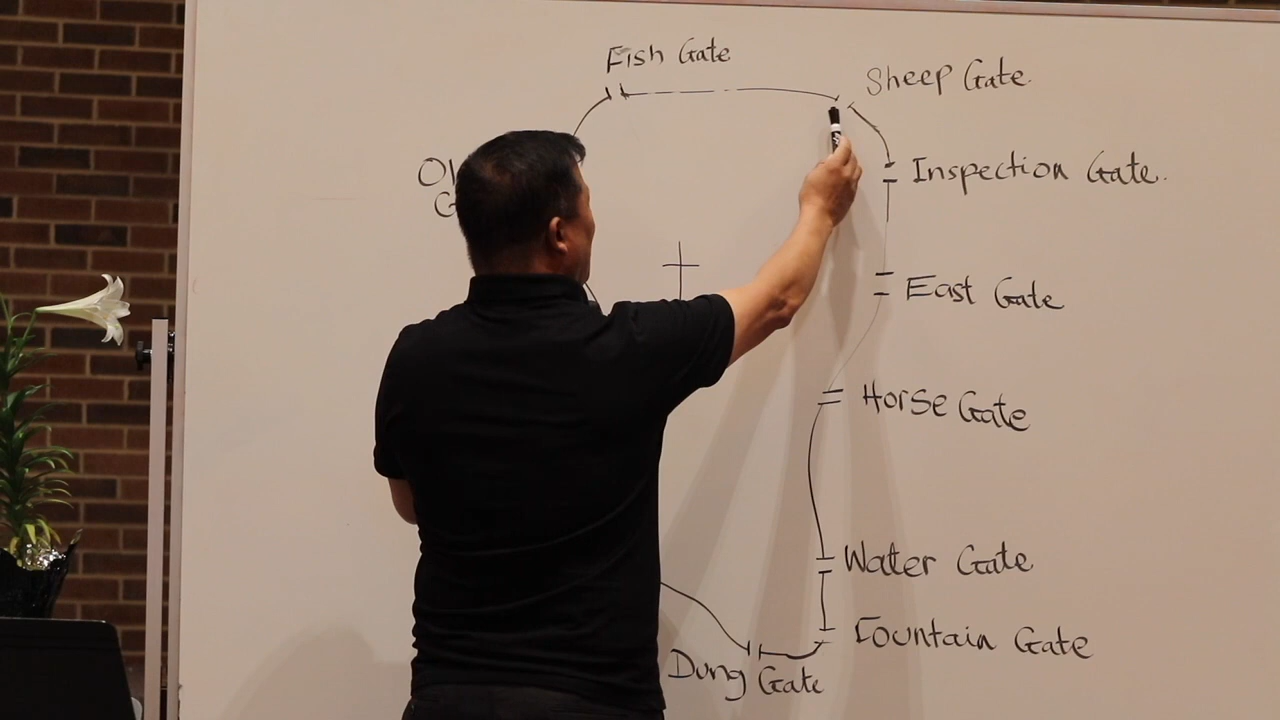 Fish Gate
Sheep Gate
Inspection Gate.
East Gate
Horse Gate
Water Gate
Fountain Gate
Dung Gate